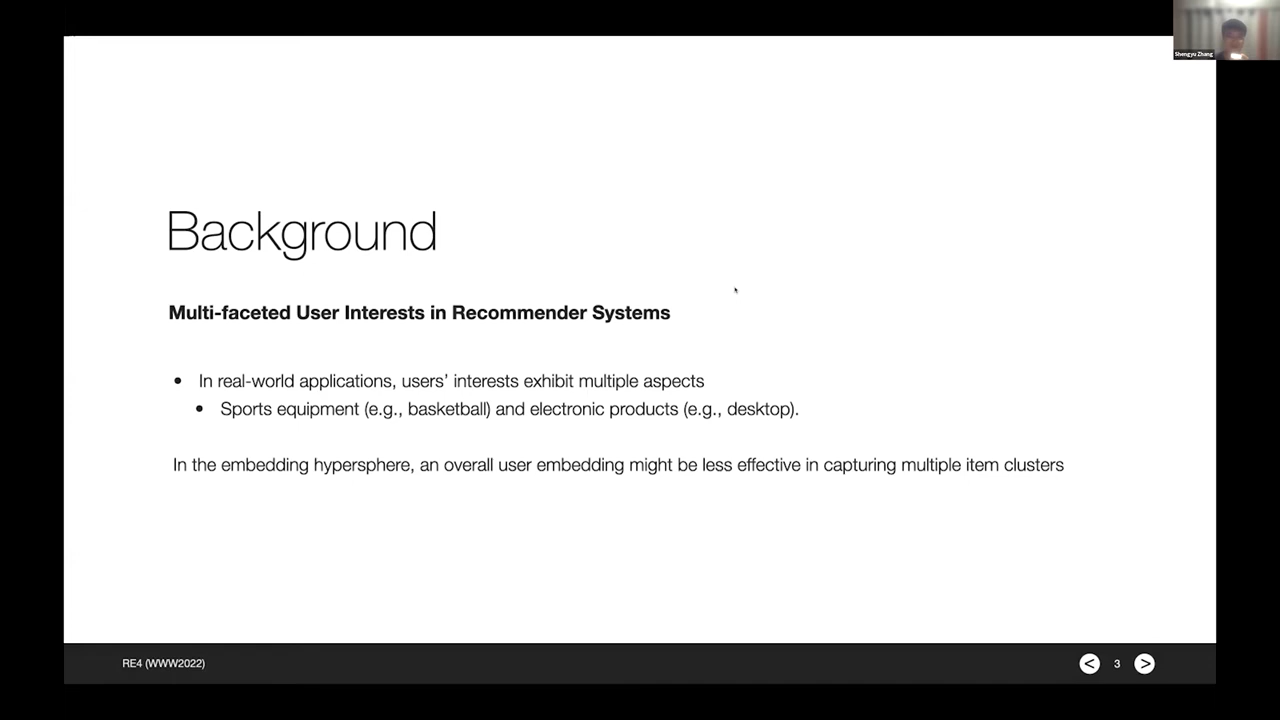 Shengyu Zhang
Background
Multi-faceted User Interests in Recommender Systems
• In real-world applications, users’ interests exhibit multiple aspects
• Sports equipment (e.g., basketball) and electronic products (e.g., desktop).
In the embedding hypersphere, an overall user embedding might be less effective in capturing multiple item clusters
RE4 (WWW2022)
< 3 >